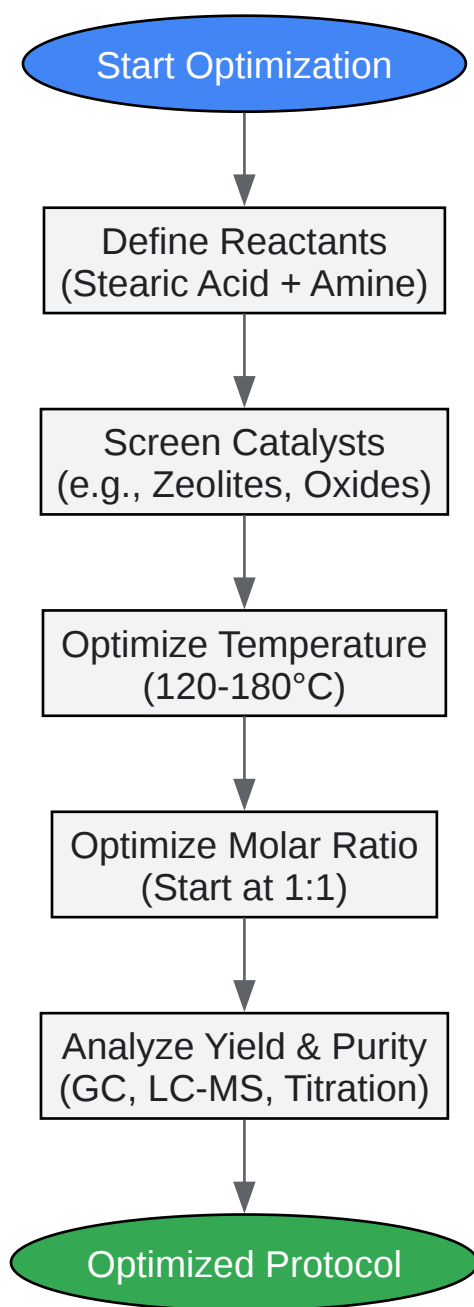 Start Optimization
Define Reactants
(Stearic Acid + Amine)
Screen Catalysts
(e.g., Zeolites, Oxides)
Optimize Temperature
(120-180°C)
Optimize Molar Ratio
(Start at 1:1)
Analyze Yield & Purity
(GC, LC-MS, Titration)
Optimized Protocol